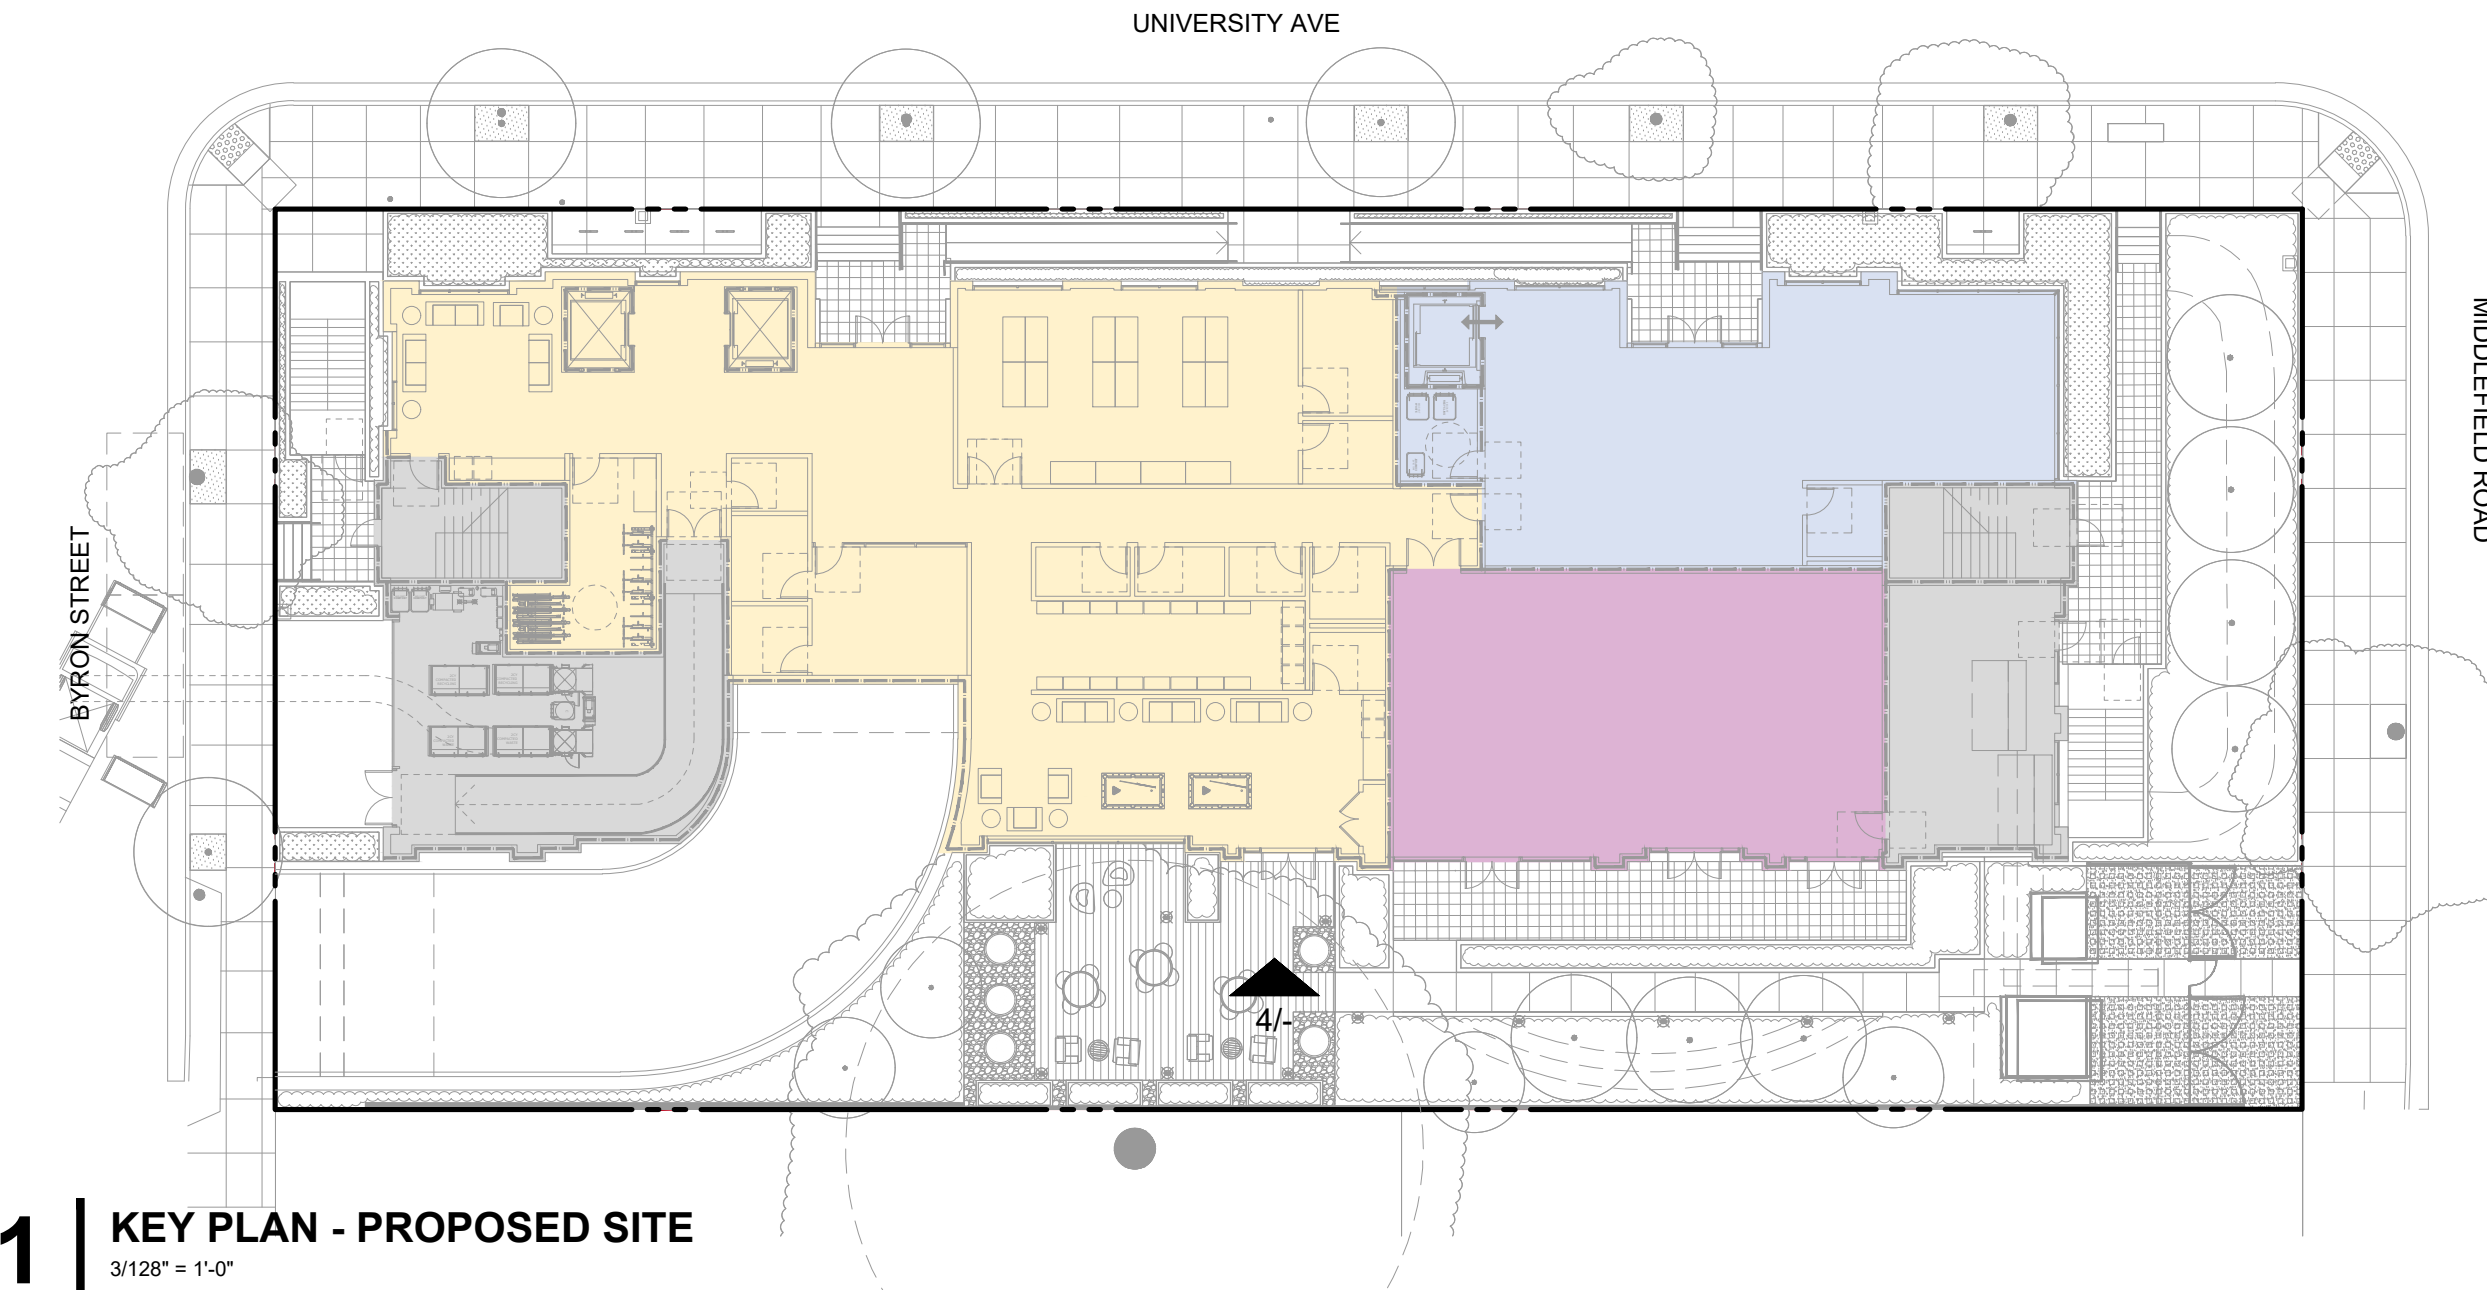 UNIVERSITY AVE
MIDDLEFIELD ROAD
BYRON STREET
4/-
1
KEY PLAN - PROPOSED SITE
3/128" = 1'-0"